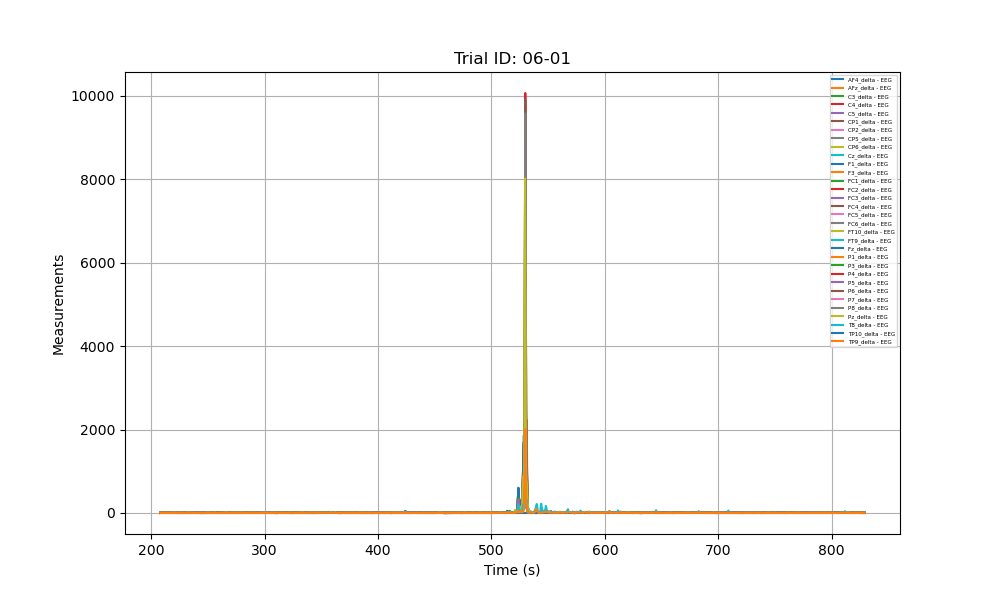 Trial ID: 06-01
10000
8000
6000
4000
2000
0
Measurements
200 300 400 500 600 700 800
Time (s)
AF4_delta - EEG
AFz_delta - EEG
C3_delta - EEG
C4_delta - EEG
C5_delta - EEG
CP1_delta - EEG
CP2_delta - EEG
CP5_delta - EEG
CP6_delta - EEG
Cz_delta - EEG
F1_delta - EEG
F3_delta - EEG
FC1_delta - EEG
FC2_delta - EEG
FC3_delta - EEG
FC4_delta - EEG
FC5_delta - EEG
FC6_delta - EEG
FT10_delta - EEG
FT9_delta - EEG
Fz_delta - EEG
P1_delta - EEG
P3_delta - EEG
P4_delta - EEG
P5_delta - EEG
P6_delta - EEG
P7_delta - EEG
P8_delta - EEG
Pz_delta - EEG
T8_delta - EEG
TP10_delta - EEG
TP9_delta - EEG